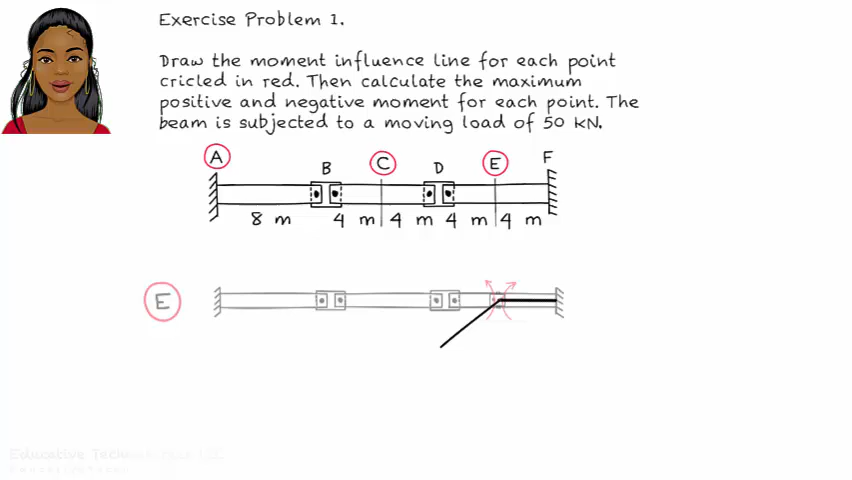 Exercise Problem 1.
Draw the moment influence line for each point
cricled in red. Then calculate the maximum
positive and negative moment for each point. The
beam is subjected to a moving load of 50 kN.
A B C D E F
8 m 4 m 4 m 4 m 4 m
E
Educative Tech